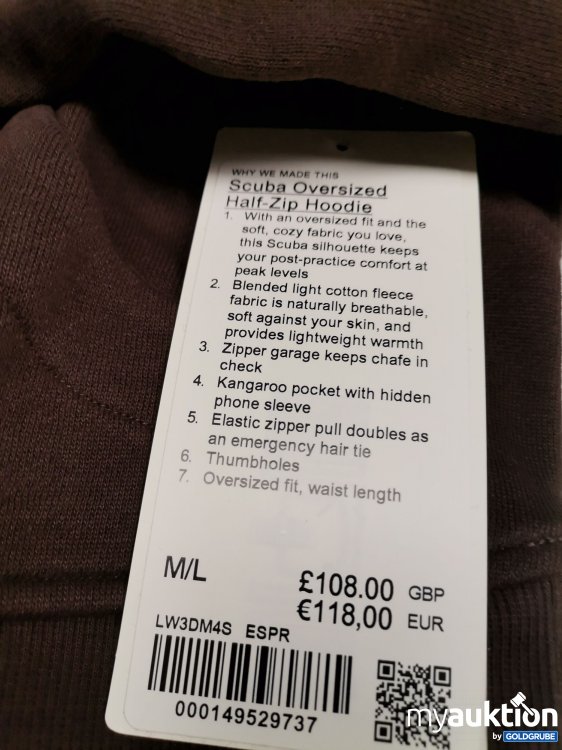 WHY WE MADE THIS
Scuba Oversized
Half-Zip Hoodie
1. With an oversized fit and the
soft, cozy fabric you love,
this Scuba silhouette keeps
your post-practice comfort at
peak levels
2. Blended light cotton fleece
fabric is naturally breathable,
soft against your skin, and
provides lightweight warmth
3. Zipper garage keeps chafe in
check
4. Kangaroo pocket with hidden
phone sleeve
5. Elastic zipper pull doubles as
an emergency hair tie
6. Thumbholes
7. Oversized fit, waist length
M/L
£108.00 GBP
€118,00 EUR
LW3DM4S ESPR
000149529737
myauktion
by GOLDGRUBE